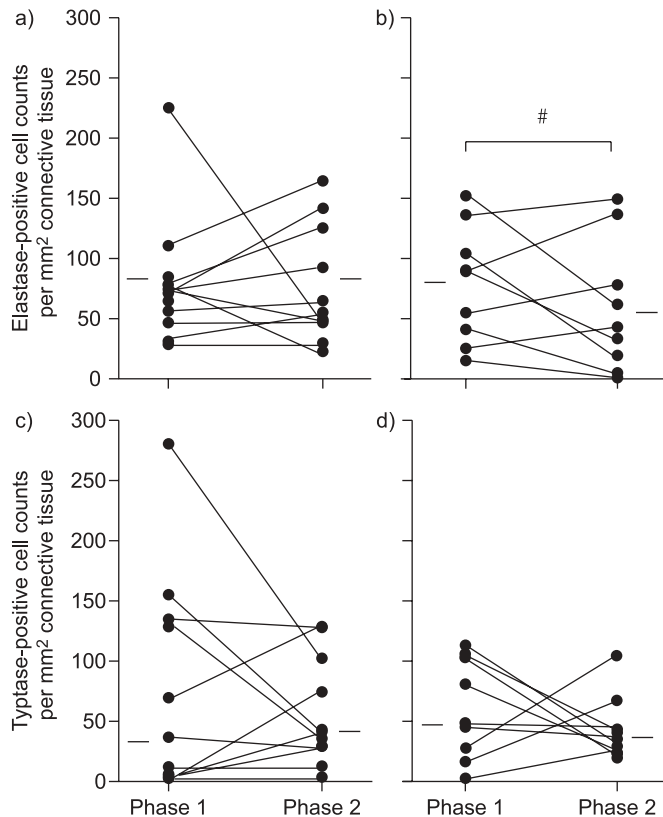 a)
b)
300
250
200
150
100
50
0
Elastase-positive cell counts
per mm² connective tissue
#
c)
d)
300
250
200
150
100
50
0
Typtase-positive cell counts
per mm² connective tissue
Phase 1 Phase 2 Phase 1 Phase 2